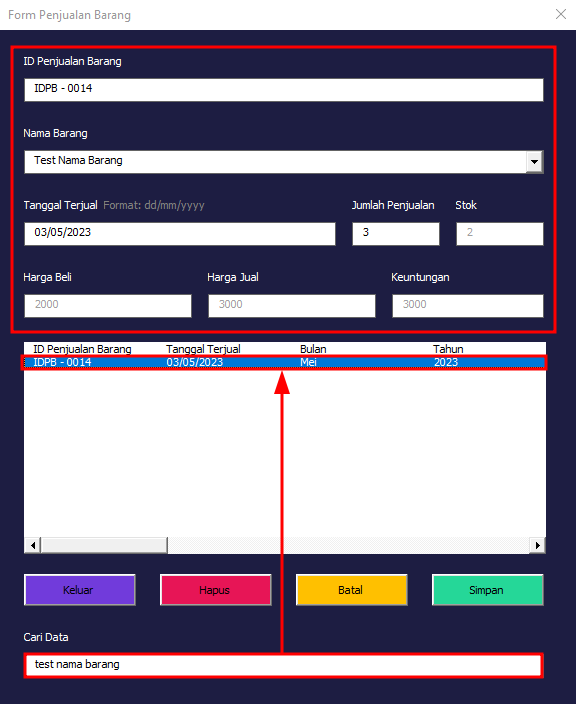 Form Penjualan Barang
ID Penjualan Barang
IDPB - 0014
Nama Barang
Test Nama Barang
Tanggal Terjual Format: dd/mm/yyyy Jumlah Penjualan Stok
03/05/2023 3 2
Harga Beli Harga Jual Keuntungan
2000 3000 3000
ID Penjualan Barang Tanggal Terjual Bulan Tahun
IDPB - 0014 03/05/2023 Mei 2023
Keluar Hapus Batal Simpan
Cari Data
test nama barang